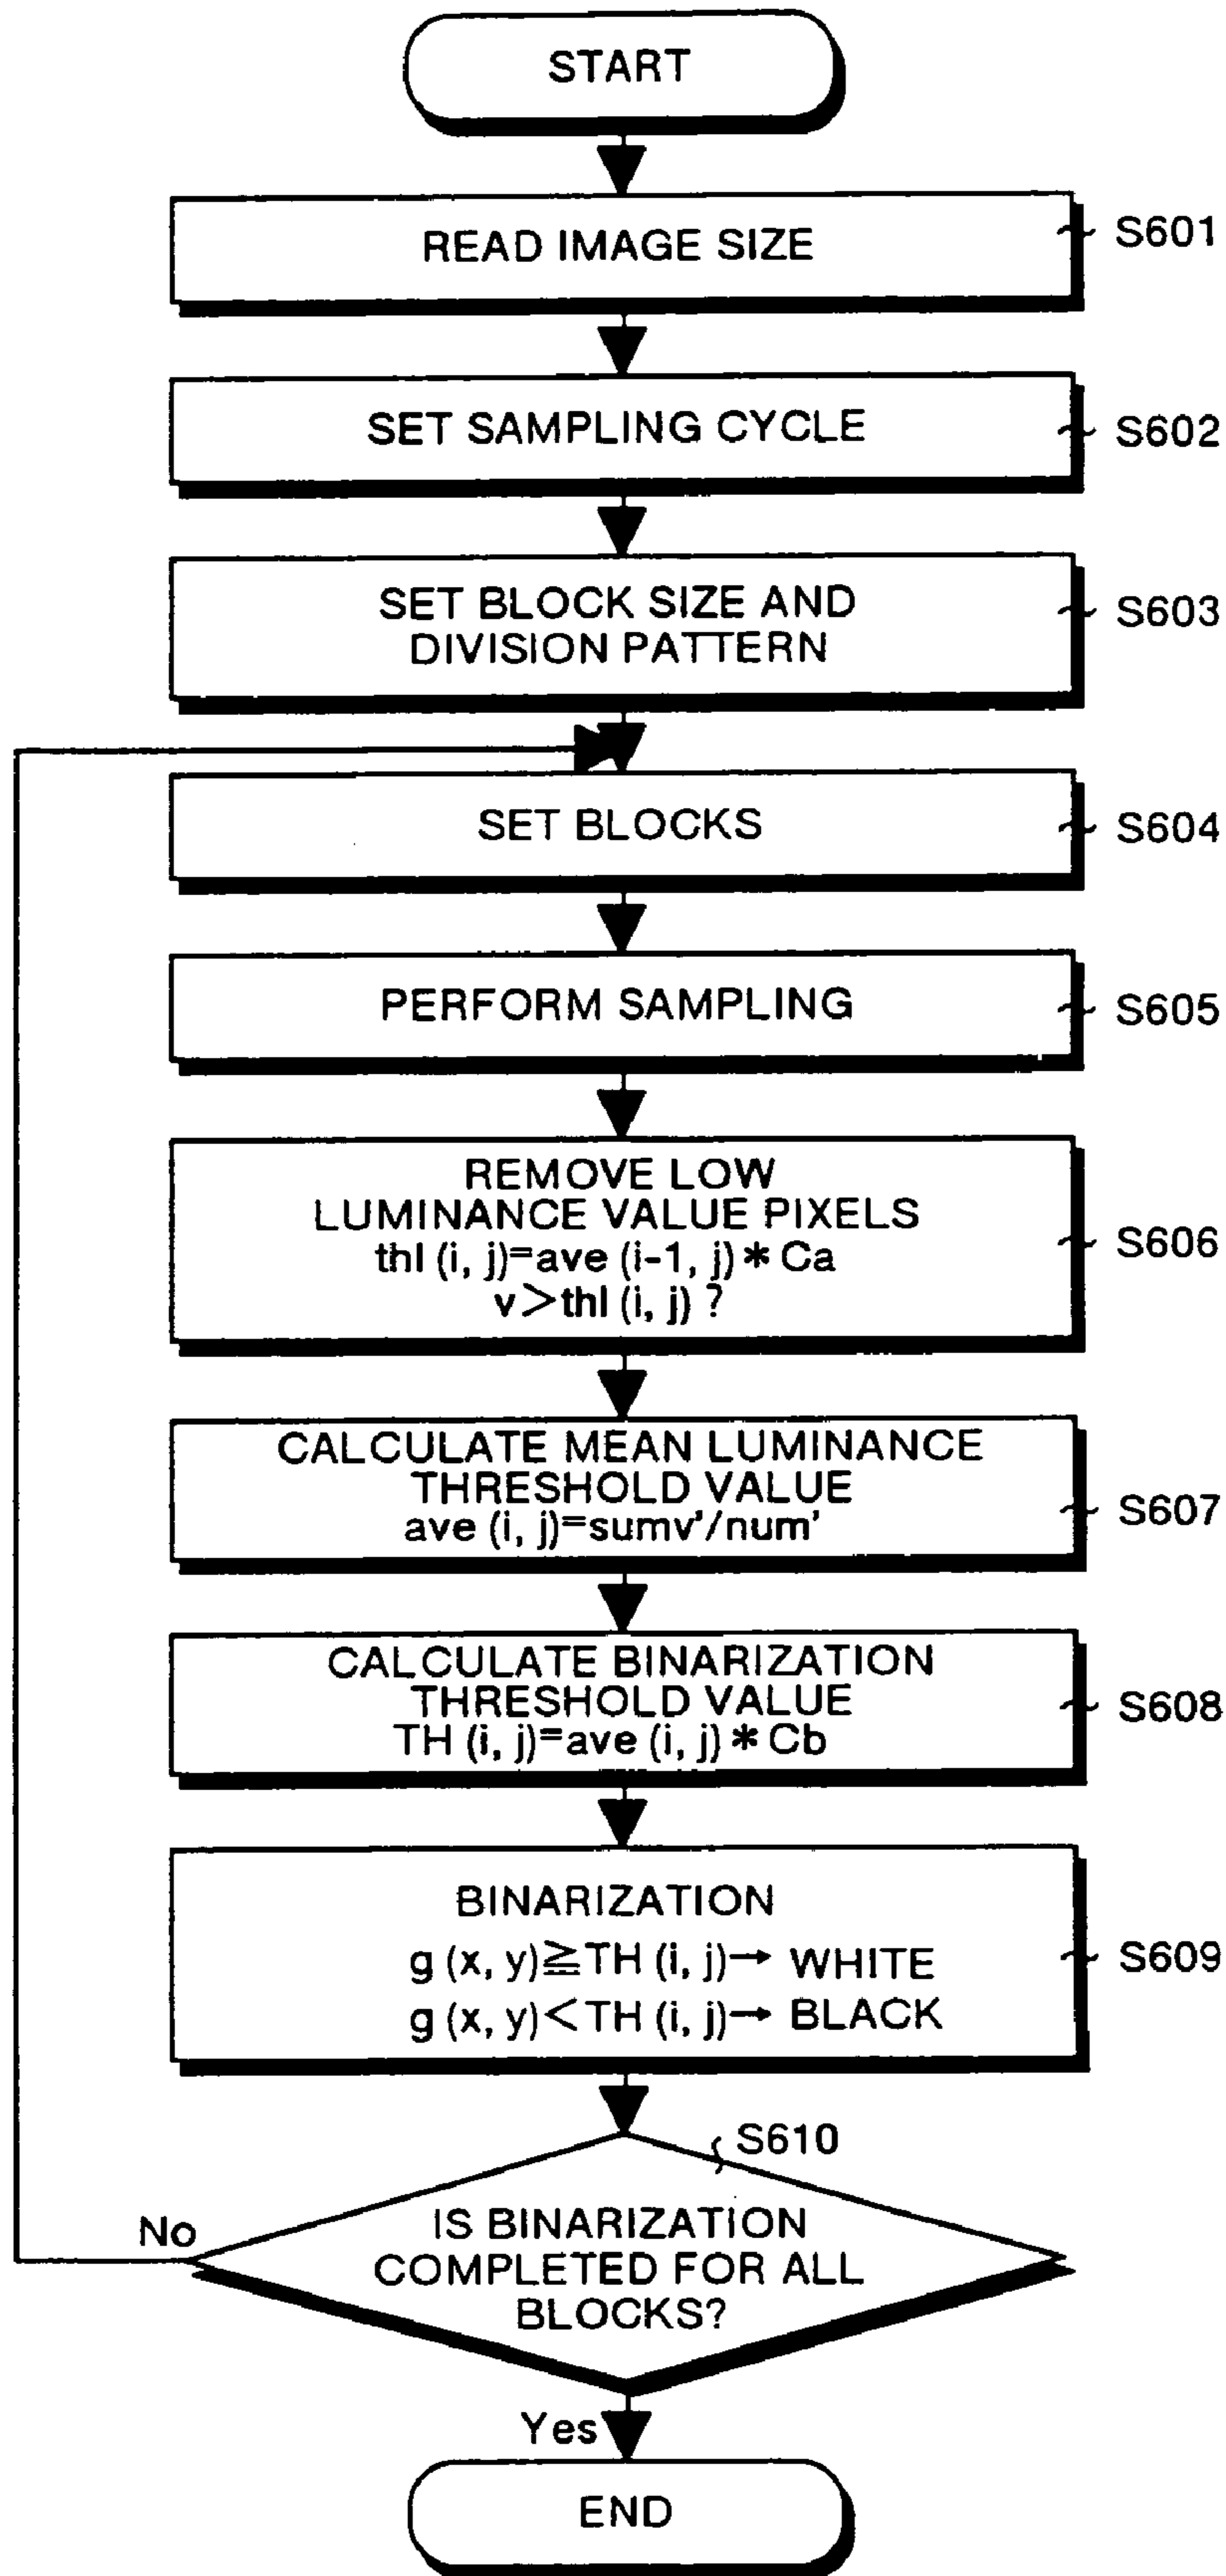 START
READ IMAGE SIZE
S601
SET SAMPLING CYCLE
S602
SET BLOCK SIZE AND
DIVISION PATTERN
S603
SET BLOCKS
S604
PERFORM SAMPLING
S605
REMOVE LOW
LUMINANCE VALUE PIXELS
thl (i, j)=ave (i-1, j) * Ca
v>thl (i, j) ?
S606
CALCULATE MEAN LUMINANCE
THRESHOLD VALUE
ave (i, j)=sumv'/num'
S607
CALCULATE BINARIZATION
THRESHOLD VALUE
TH (i, j)=ave (i, j) * Cb
S608
BINARIZATION
g (x, y)≧TH (i, j)→ WHITE
g (x, y)<TH (i, j)→ BLACK
S609
S610
IS BINARIZATION
COMPLETED FOR ALL
BLOCKS?
No
Yes
END